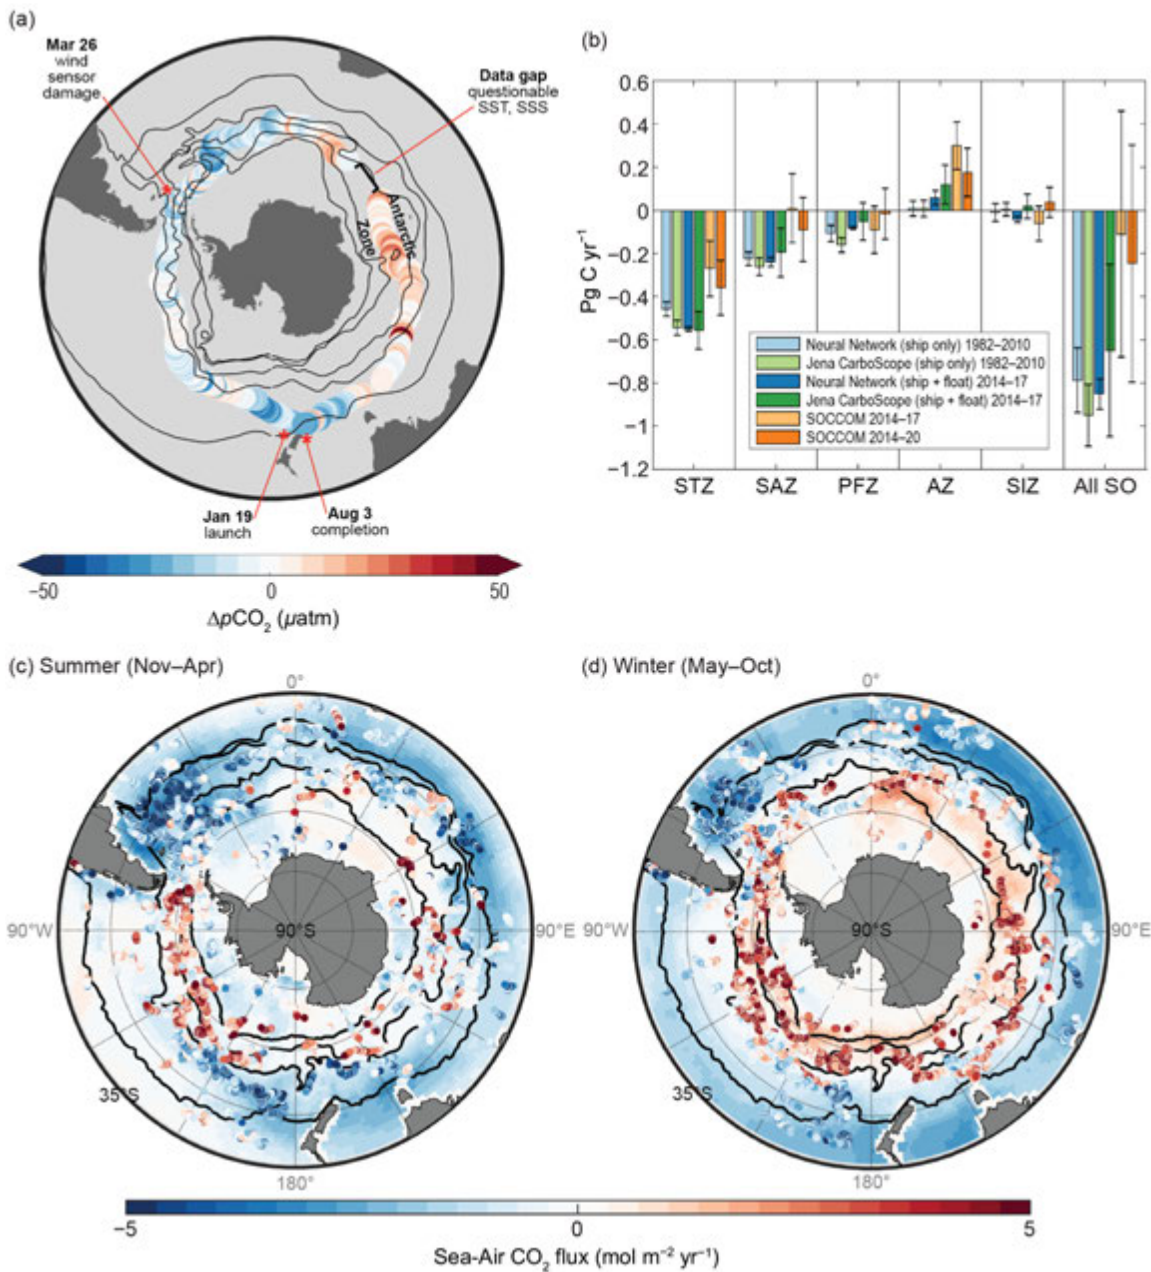 (a)
Mar 26
wind
sensor
damage
Data gap
questionable
SST, SSS
Antarctic
Zone
Jan 19
launch
Aug 3
completion
−50
0
50
ΔpCO₂ (µatm)
(b)
Pg C yr⁻¹
0.6
0.4
0.2
0
−0.2
−0.4
−0.6
−0.8
−1
−1.2
Neural Network (ship only) 1982–2010
Jena CarboScope (ship only) 1982–2010
Neural Network (ship + float) 2014–17
Jena CarboScope (ship + float) 2014–17
SOCCOM 2014–17
SOCCOM 2014–20
STZ SAZ PFZ AZ SIZ All SO
(c) Summer (Nov–Apr)
0°
90°W
90°S
90°E
35°S
180°
(d) Winter (May–Oct)
0°
90°W
90°S
90°E
35°S
180°
−5
0
5
Sea-Air CO₂ flux (mol m⁻² yr⁻¹)